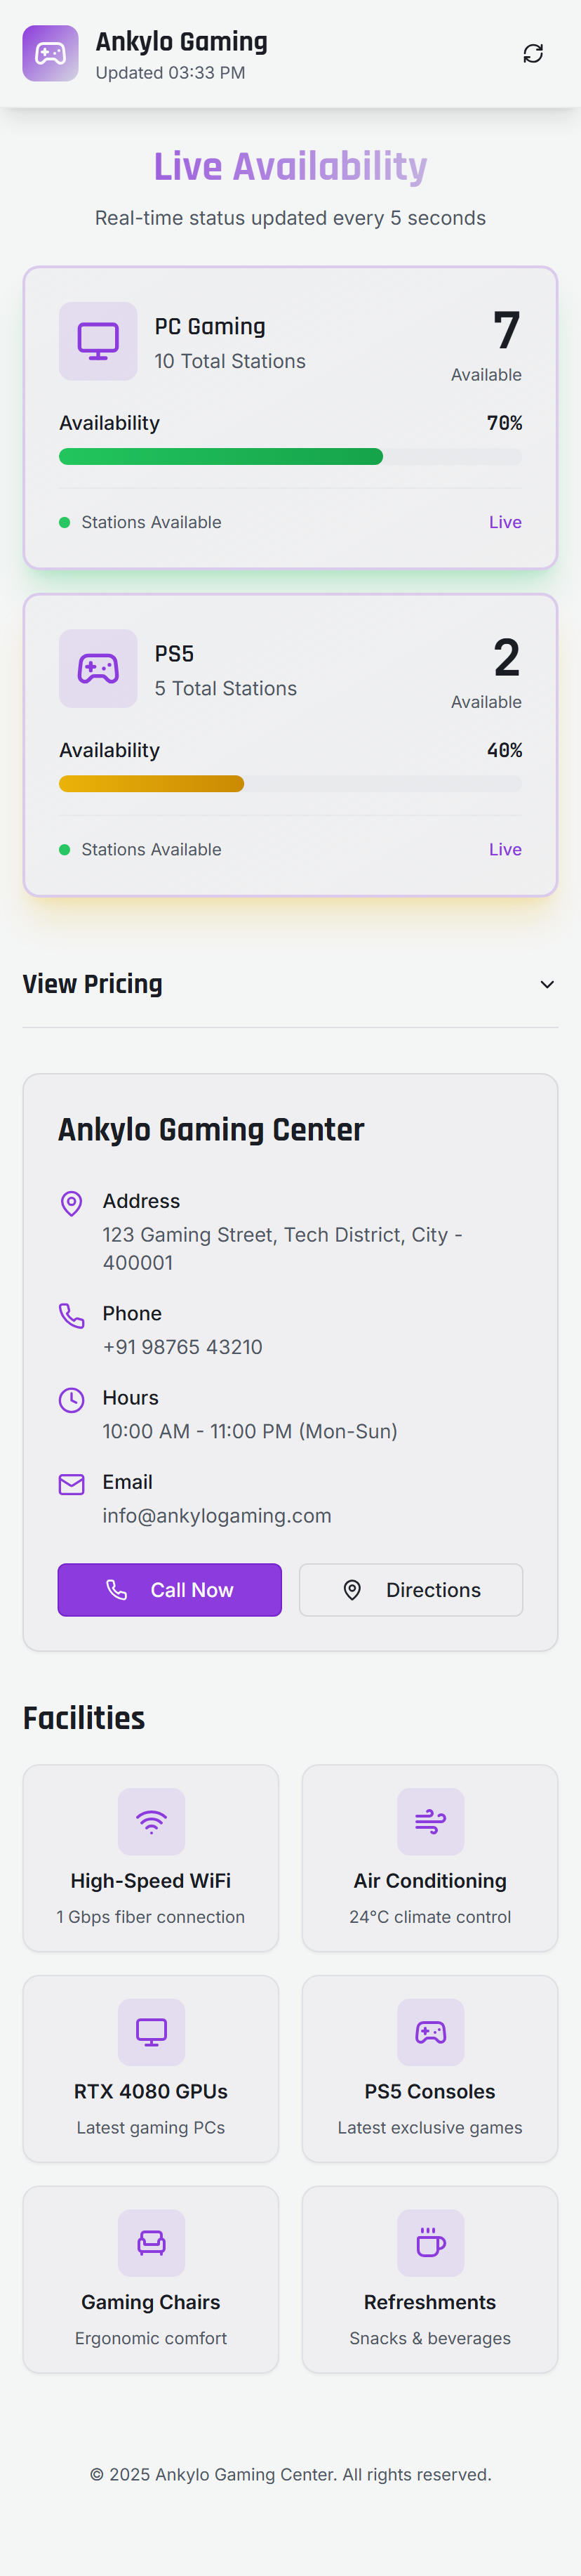 Ankylo Gaming
Updated 03:33 PM
Live Availability
Real-time status updated every 5 seconds
PC Gaming
10 Total Stations
7
Available
Availability
70%
Stations Available
Live
PS5
5 Total Stations
2
Available
Availability
40%
Stations Available
Live
View Pricing
Ankylo Gaming Center
Address
123 Gaming Street, Tech District, City -
400001
Phone
+91 98765 43210
Hours
10:00 AM - 11:00 PM (Mon-Sun)
Email
info@ankylogaming.com
Call Now
Directions
Facilities
High-Speed WiFi
1 Gbps fiber connection
Air Conditioning
24°C climate control
RTX 4080 GPUs
Latest gaming PCs
PS5 Consoles
Latest exclusive games
Gaming Chairs
Ergonomic comfort
Refreshments
Snacks & beverages
© 2025 Ankylo Gaming Center. All rights reserved.